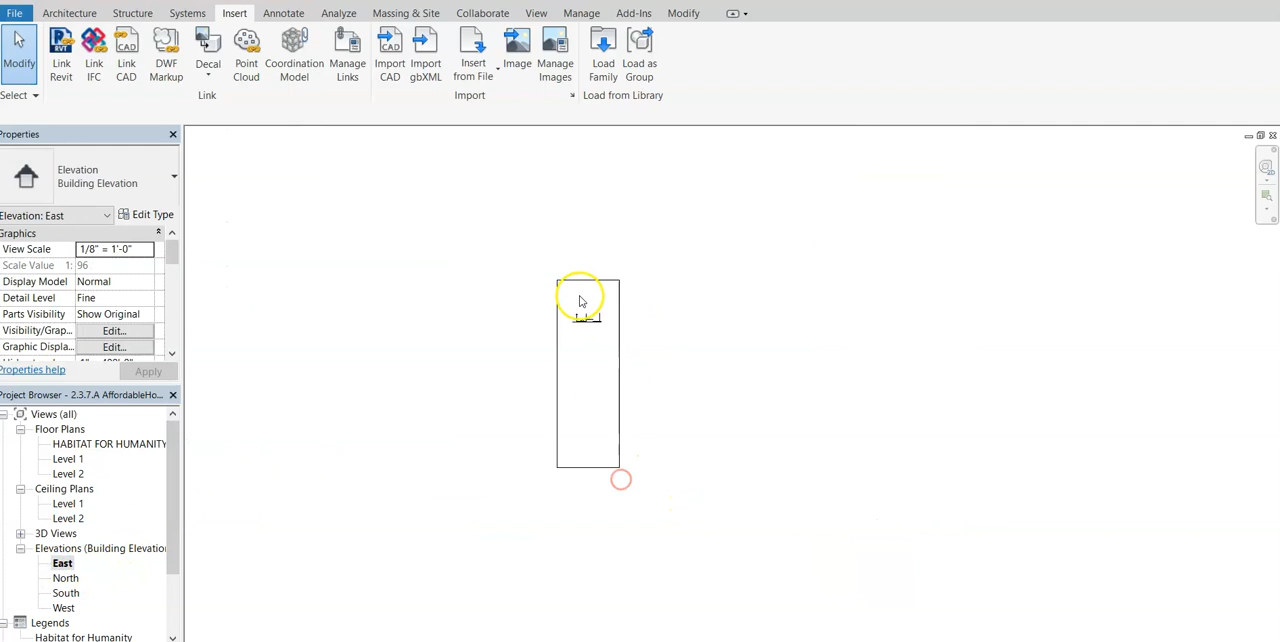 File Architecture Structure Systems Insert Annotate Analyze Massing & Site Collaborate View Manage Add-Ins Modify
Modify Link Revit Link IFC Link CAD DWF Markup Decal Point Cloud Coordination Model Manage Links Import CAD Import gbXML Insert from File Image Manage Images Load Family Load as Group
Select Link Import Load from Library
Properties
Elevation
Building Elevation
Elevation: East Edit Type
Graphics
View Scale 1/8" = 1'-0"
Scale Value 1: 96
Display Model Normal
Detail Level Fine
Parts Visibility Show Original
Visibility/Grap... Edit...
Graphic Displa... Edit...
Properties help Apply
Project Browser - 2.3.7.A AffordableHo...
Views (all)
Floor Plans
HABITAT FOR HUMANITY
Level 1
Level 2
Ceiling Plans
Level 1
Level 2
3D Views
Elevations (Building Elevation
East
North
South
West
Legends
Habitat for Humanity